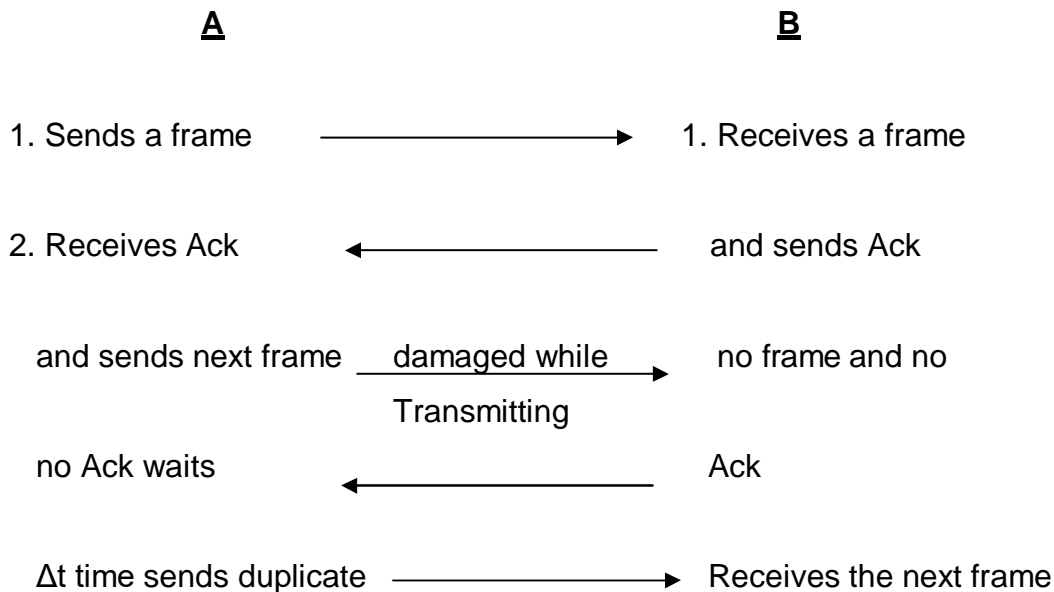 A B
1. Sends a frame 1. Receives a frame
2. Receives Ack and sends Ack
and sends next frame damaged while no frame and no
Transmitting
no Ack waits Ack
Δt time sends duplicate Receives the next frame